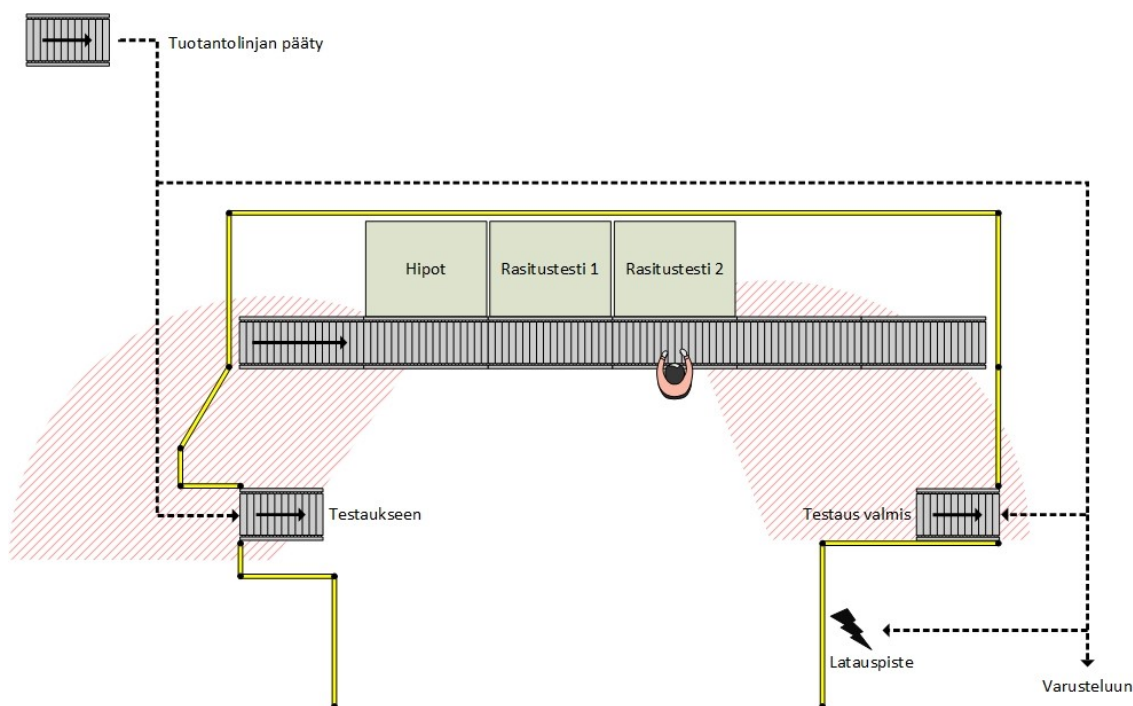 Tuotantolinjan pääty
Hipot
Rasitustesti 1
Rasitustesti 2
Testaukseen
Testaus valmis
Latauspiste
Varusteluun